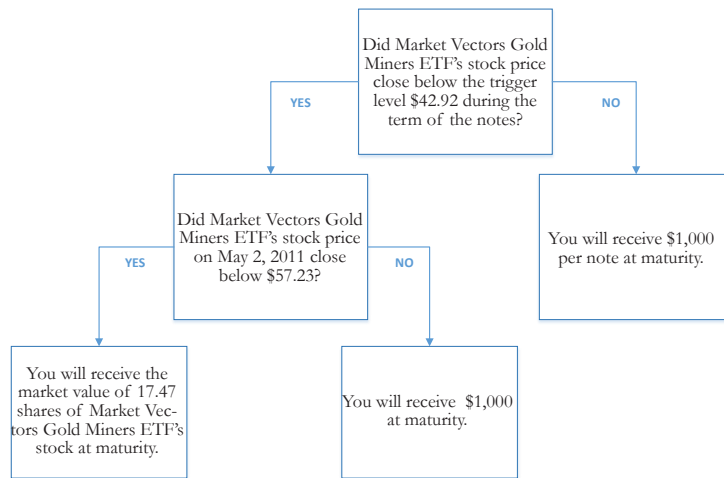 Did Market Vectors Gold
Miners ETF's stock price
close below the trigger
level $42.92 during the
term of the notes?
YES
NO
Did Market Vectors Gold
Miners ETF's stock price
on May 2, 2011 close
below $57.23?
You will receive $1,000
per note at maturity.
YES
NO
You will receive the
market value of 17.47
shares of Market Vec-
tors Gold Miners ETF's
stock at maturity.
You will receive $1,000
at maturity.